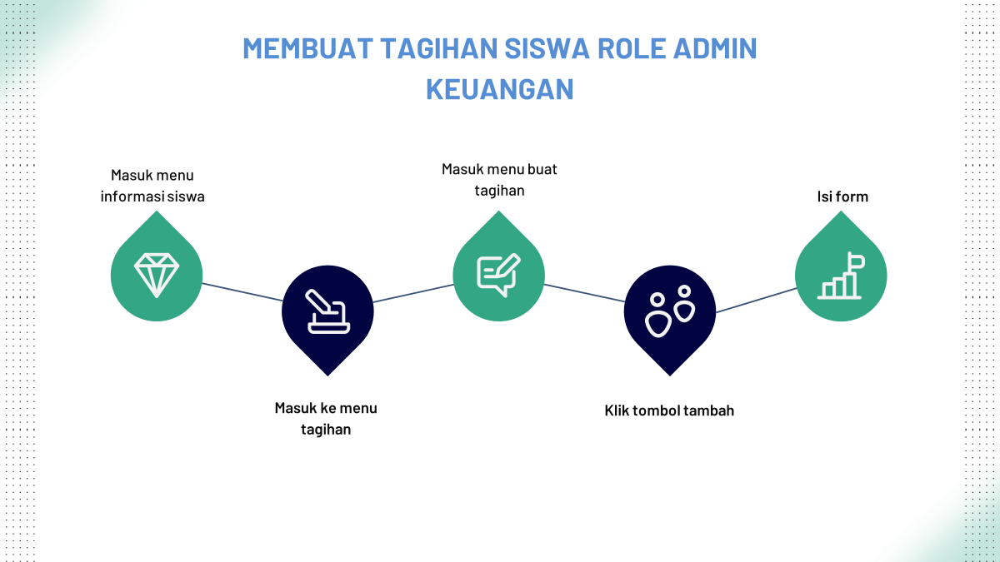 MEMBUAT TAGIHAN SISWA ROLE ADMIN
KEUANGAN
Masuk menu
informasi siswa
Masuk ke menu
tagihan
Masuk menu buat
tagihan
Klik tombol tambah
Isi form